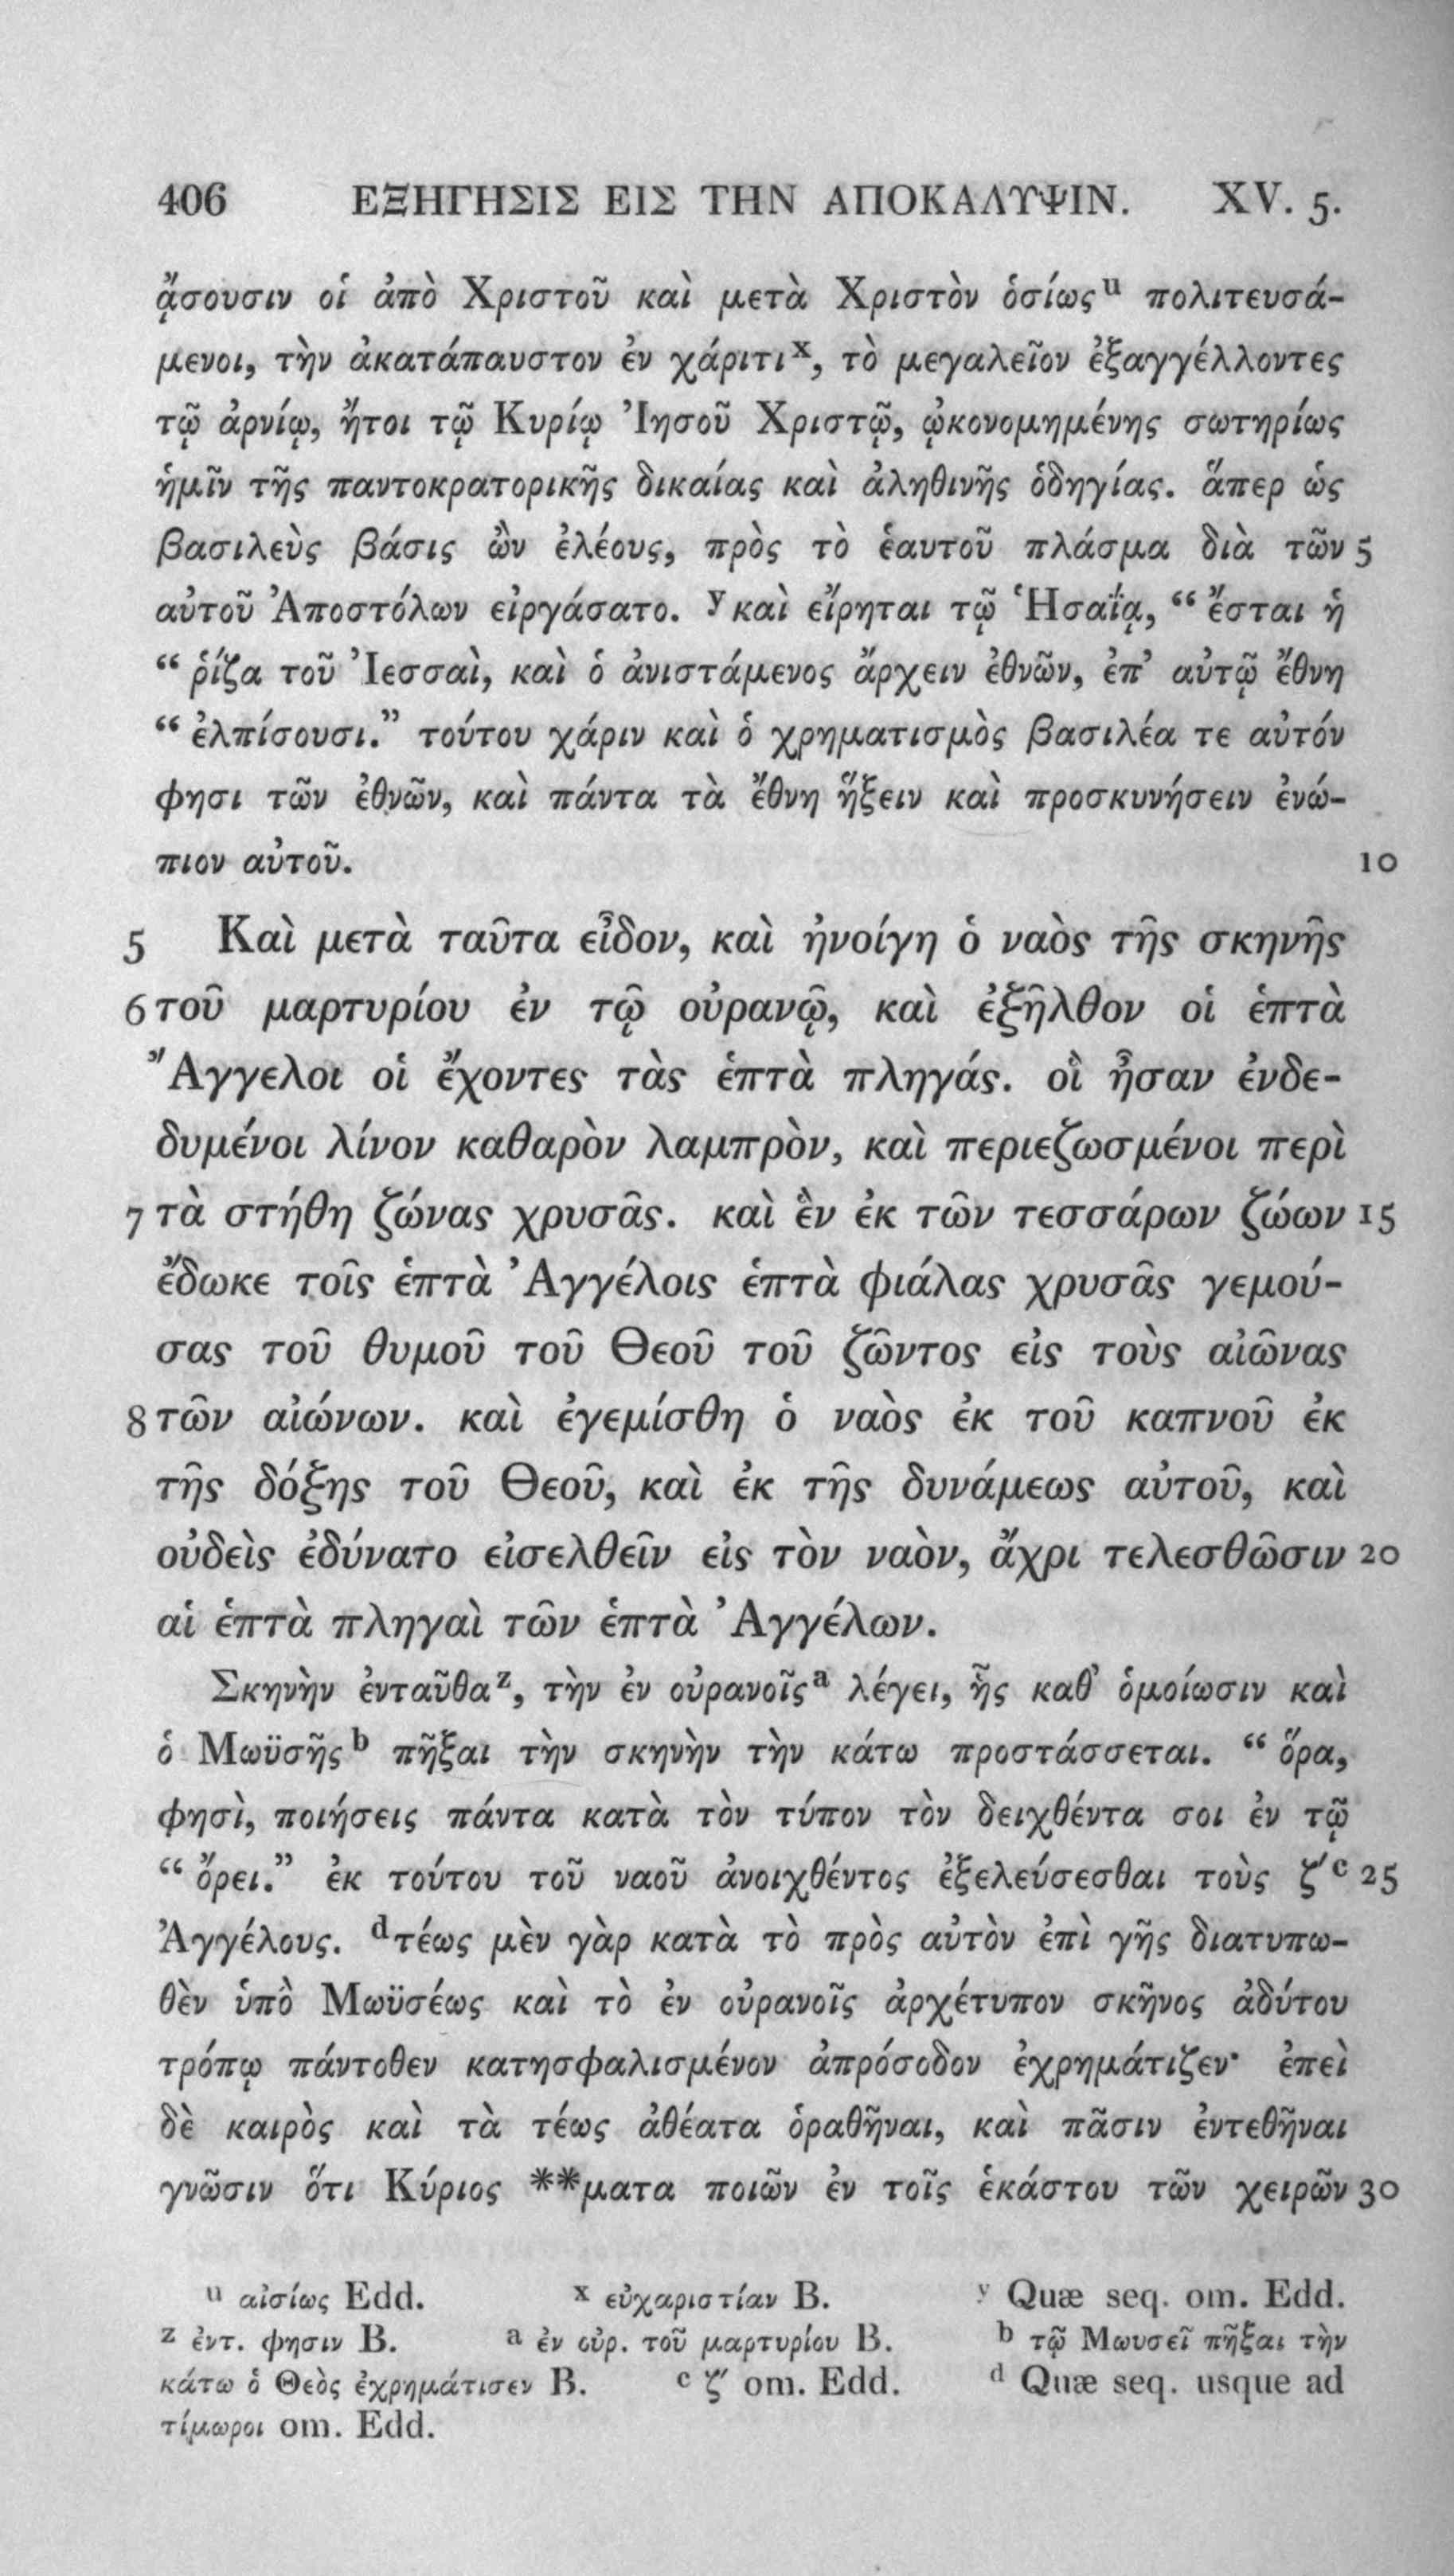 406 ΕΞΗΓΗΣΙΣ ΕΙΣ ΤΗΝ ΑΠΟΚΑΛΥΨΙΝ. XV. 5.
ᾄσουσιν οἱ ἀπὸ Χριστοῦ καὶ μετὰ Χριστὸν ὁσίως u πολιτευσά-
μενοι, τὴν ἀκατάπαυστον ἐν χάριτι x, τὸ μεγαλεῖον ἐξαγγέλλοντες
τῷ ἀρνίῳ, ἤτοι τῷ Κυρίῳ Ἰησοῦ Χριστῷ, ᾠκονομημένης σωτηρίως
ἡμῖν τῆς παντοκρατορικῆς δικαίας καὶ ἀληθινῆς ὁδηγίας. ἅπερ ὡς
βασιλεὺς βάσις ὢν ἐλέους, πρὸς τὸ ἑαυτοῦ πλάσμα διὰ τῶν 5
αὐτοῦ Ἀποστόλων εἰργάσατο. y καὶ εἴρηται τῷ Ἡσαΐᾳ, “ ἔσται ἡ
“ ῥίζα τοῦ Ἰεσσαὶ, καὶ ὁ ἀνιστάμενος ἄρχειν ἐθνῶν, ἐπ’ αὐτῷ ἔθνη
“ ἐλπίσουσι.” τούτου χάριν καὶ ὁ χρηματισμὸς βασιλέα τε αὐτόν
φησι τῶν ἐθνῶν, καὶ πάντα τὰ ἔθνη ἥξειν καὶ προσκυνήσειν ἐνώ-
πιον αὐτοῦ. 10
5 Καὶ μετὰ ταῦτα εἶδον, καὶ ἠνοίγη ὁ ναὸς τῆς σκηνῆς
6 τοῦ μαρτυρίου ἐν τῷ οὐρανῷ, καὶ ἐξῆλθον οἱ ἑπτὰ
Ἄγγελοι οἱ ἔχοντες τὰς ἑπτὰ πληγάς. οἳ ἦσαν ἐνδε-
δυμένοι λίνον καθαρὸν λαμπρὸν, καὶ περιεζωσμένοι περὶ
7 τὰ στήθη ζώνας χρυσᾶς. καὶ ἓν ἐκ τῶν τεσσάρων ζώων 15
ἔδωκε τοῖς ἑπτὰ Ἀγγέλοις ἑπτὰ φιάλας χρυσᾶς γεμού-
σας τοῦ θυμοῦ τοῦ Θεοῦ τοῦ ζῶντος εἰς τοὺς αἰῶνας
8 τῶν αἰώνων. καὶ ἐγεμίσθη ὁ ναὸς ἐκ τοῦ καπνοῦ ἐκ
τῆς δόξης τοῦ Θεοῦ, καὶ ἐκ τῆς δυνάμεως αὐτοῦ, καὶ
οὐδεὶς ἐδύνατο εἰσελθεῖν εἰς τὸν ναὸν, ἄχρι τελεσθῶσιν 20
αἱ ἑπτὰ πληγαὶ τῶν ἑπτὰ Ἀγγέλων.
Σκηνὴν ἐνταῦθα z, τὴν ἐν οὐρανοῖς a λέγει, ἧς καθ’ ὁμοίωσιν καὶ
ὁ Μωϋσῆς b πῆξαι τὴν σκηνὴν τὴν κάτω προστάσσεται. “ ὅρα,
φησὶ, ποιήσεις πάντα κατὰ τὸν τύπον τὸν δειχθέντα σοι ἐν τῷ
“ ὄρει.” ἐκ τούτου τοῦ ναοῦ ἀνοιχθέντος ἐξελεύσεσθαι τοὺς ζ′ c 25
Ἀγγέλους. d τέως μὲν γὰρ κατὰ τὸ πρὸς αὐτὸν ἐπὶ γῆς διατυπω-
θὲν ὑπὸ Μωϋσέως καὶ τὸ ἐν οὐρανοῖς ἀρχέτυπον σκῆνος ἀδύτου
τρόπῳ πάντοθεν κατησφαλισμένον ἀπρόσοδον ἐχρημάτιζεν· ἐπεὶ
δὲ καιρὸς καὶ τὰ τέως ἀθέατα ὁραθῆναι, καὶ πᾶσιν ἐντεθῆναι
γνῶσιν ὅτι Κύριος **ματα ποιῶν ἐν τοῖς ἑκάστου τῶν χειρῶν 30
u αἰσίως Edd. x εὐχαριστίαν B. y Quæ seq. om. Edd.
z ἐντ. φησιν B. a ἐν οὐρ. τοῦ μαρτυρίου B. b τῷ Μωυσεῖ πῆξαι τὴν
κάτω ὁ Θεὸς ἐχρημάτισεν B. c ζ′ om. Edd. d Quæ seq. usque ad
τίμωροι om. Edd.